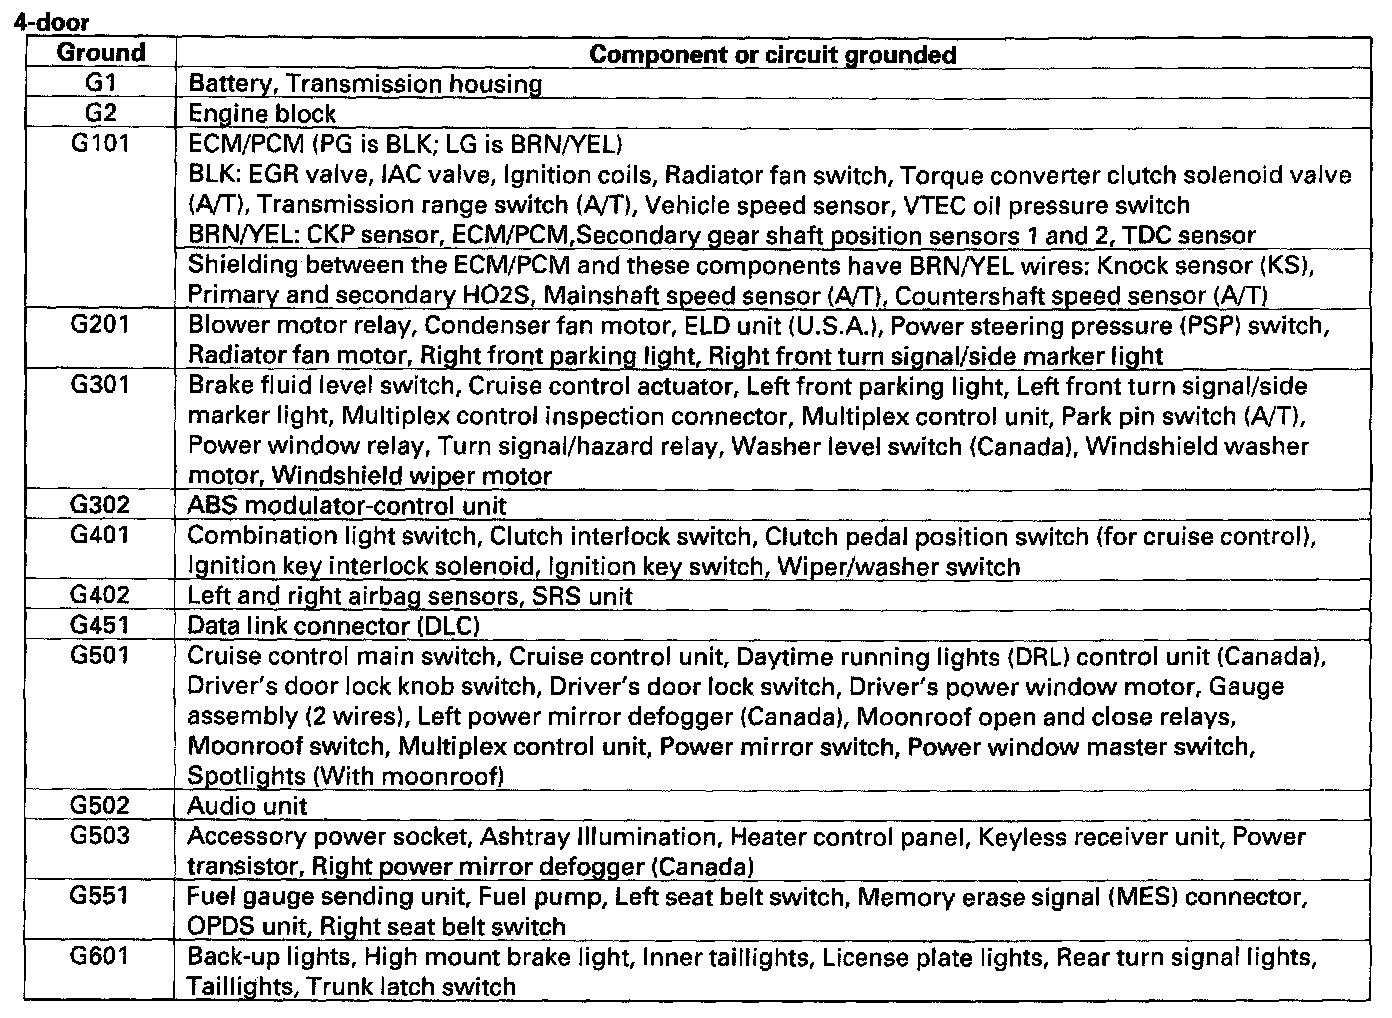 4-door
Ground Component or circuit grounded
G1 Battery, Transmission housing
G2 Engine block
G101 ECM/PCM (PG is BLK; LG is BRN/YEL)
BLK: EGR valve, IAC valve, Ignition coils, Radiator fan switch, Torque converter clutch solenoid valve
(A/T), Transmission range switch (A/T), Vehicle speed sensor, VTEC oil pressure switch
BRN/YEL: CKP sensor, ECM/PCM,Secondary gear shaft position sensors 1 and 2, TDC sensor
Shielding between the ECM/PCM and these components have BRN/YEL wires: Knock sensor (KS),
Primary and secondary HO2S, Mainshaft speed sensor (A/T), Countershaft speed sensor (A/T)
G201 Blower motor relay, Condenser fan motor, ELD unit (U.S.A.), Power steering pressure (PSP) switch,
Radiator fan motor, Right front parking light, Right front turn signal/side marker light
G301 Brake fluid level switch, Cruise control actuator, Left front parking light, Left front turn signal/side
marker light, Multiplex control inspection connector, Multiplex control unit, Park pin switch (A/T),
Power window relay, Turn signal/hazard relay, Washer level switch (Canada), Windshield washer
motor, Windshield wiper motor
G302 ABS modulator-control unit
G401 Combination light switch, Clutch interlock switch, Clutch pedal position switch (for cruise control),
Ignition key interlock solenoid, Ignition key switch, Wiper/washer switch
G402 Left and right airbag sensors, SRS unit
G451 Data link connector (DLC)
G501 Cruise control main switch, Cruise control unit, Daytime running lights (DRL) control unit (Canada),
Driver's door lock knob switch, Driver's door lock switch, Driver's power window motor, Gauge
assembly (2 wires), Left power mirror defogger (Canada), Moonroof open and close relays,
Moonroof switch, Multiplex control unit, Power mirror switch, Power window master switch,
Spotlights (With moonroof)
G502 Audio unit
G503 Accessory power socket, Ashtray Illumination, Heater control panel, Keyless receiver unit, Power
transistor, Right power mirror defogger (Canada)
G551 Fuel gauge sending unit, Fuel pump, Left seat belt switch, Memory erase signal (MES) connector,
OPDS unit, Right seat belt switch
G601 Back-up lights, High mount brake light, Inner taillights, License plate lights, Rear turn signal lights,
Taillights, Trunk latch switch